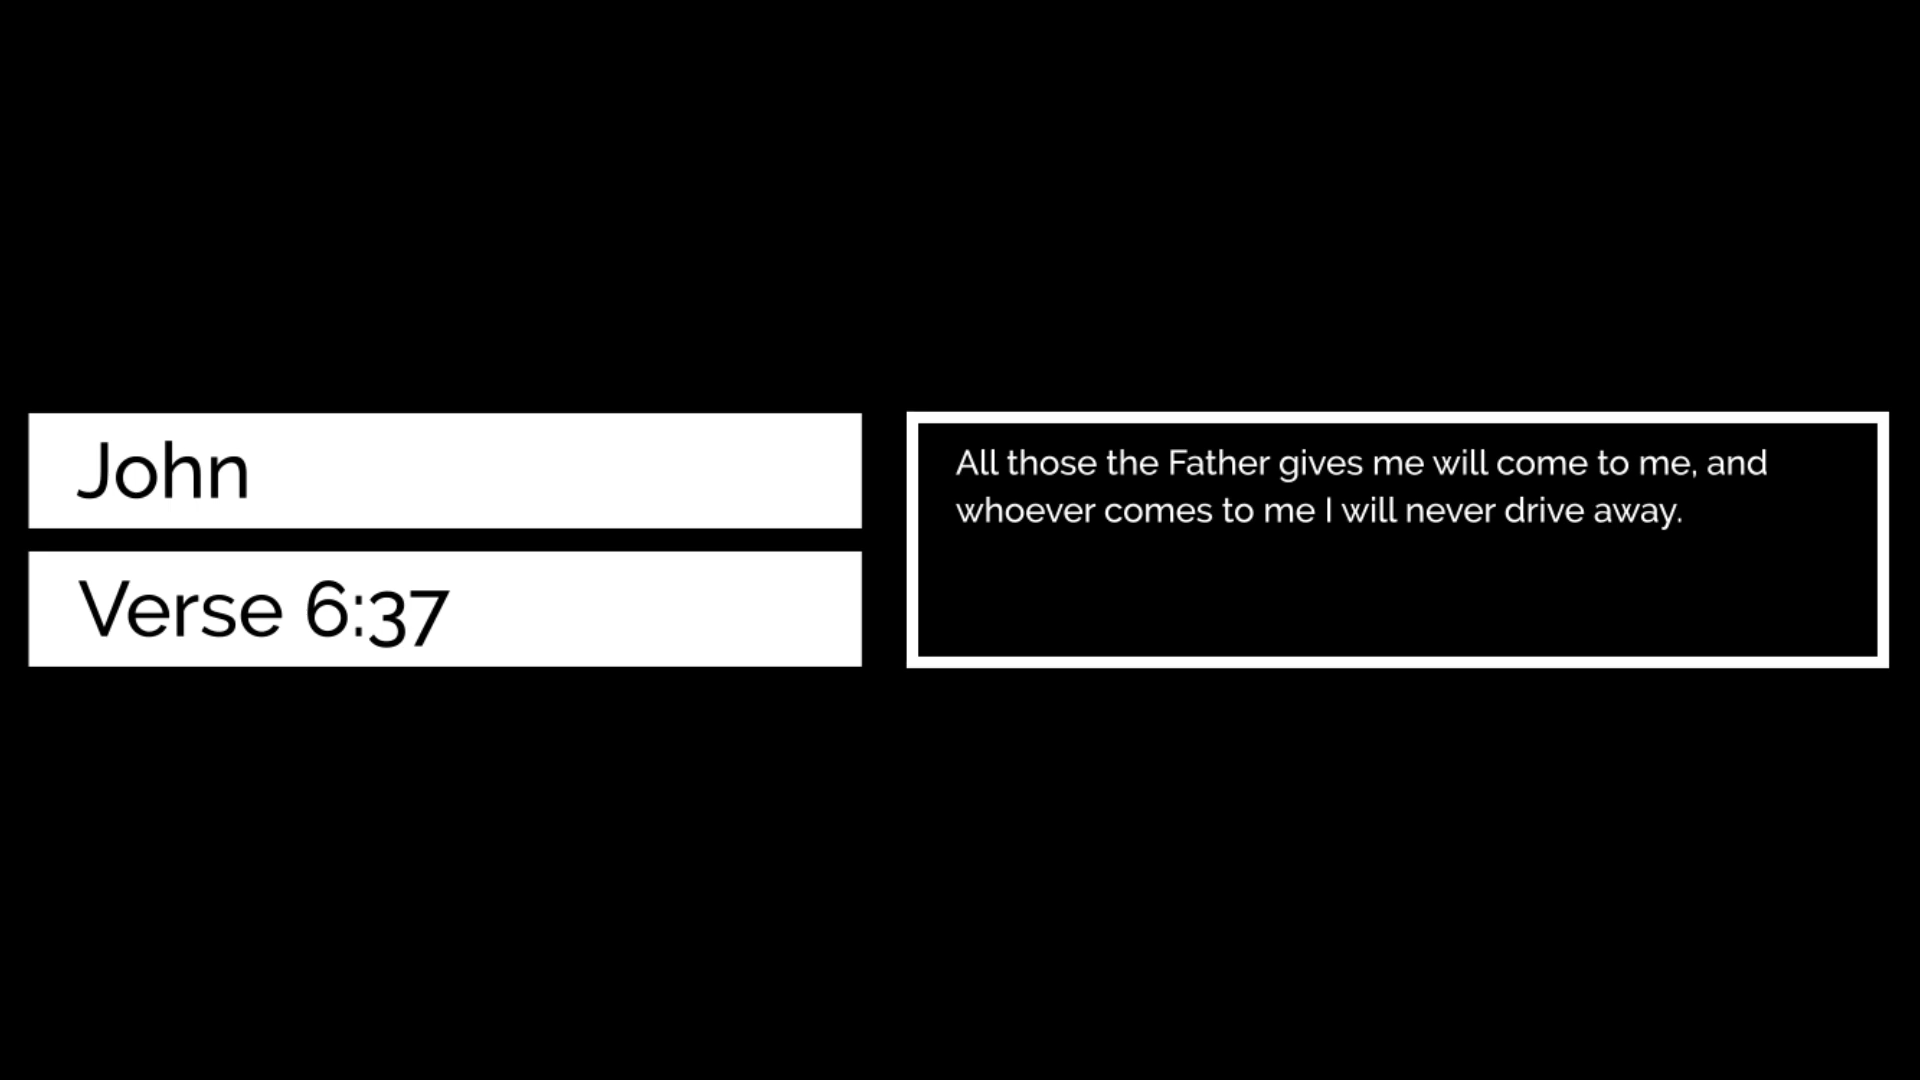 John
Verse 6:37
All those the Father gives me will come to me, and
whoever comes to me I will never drive away.